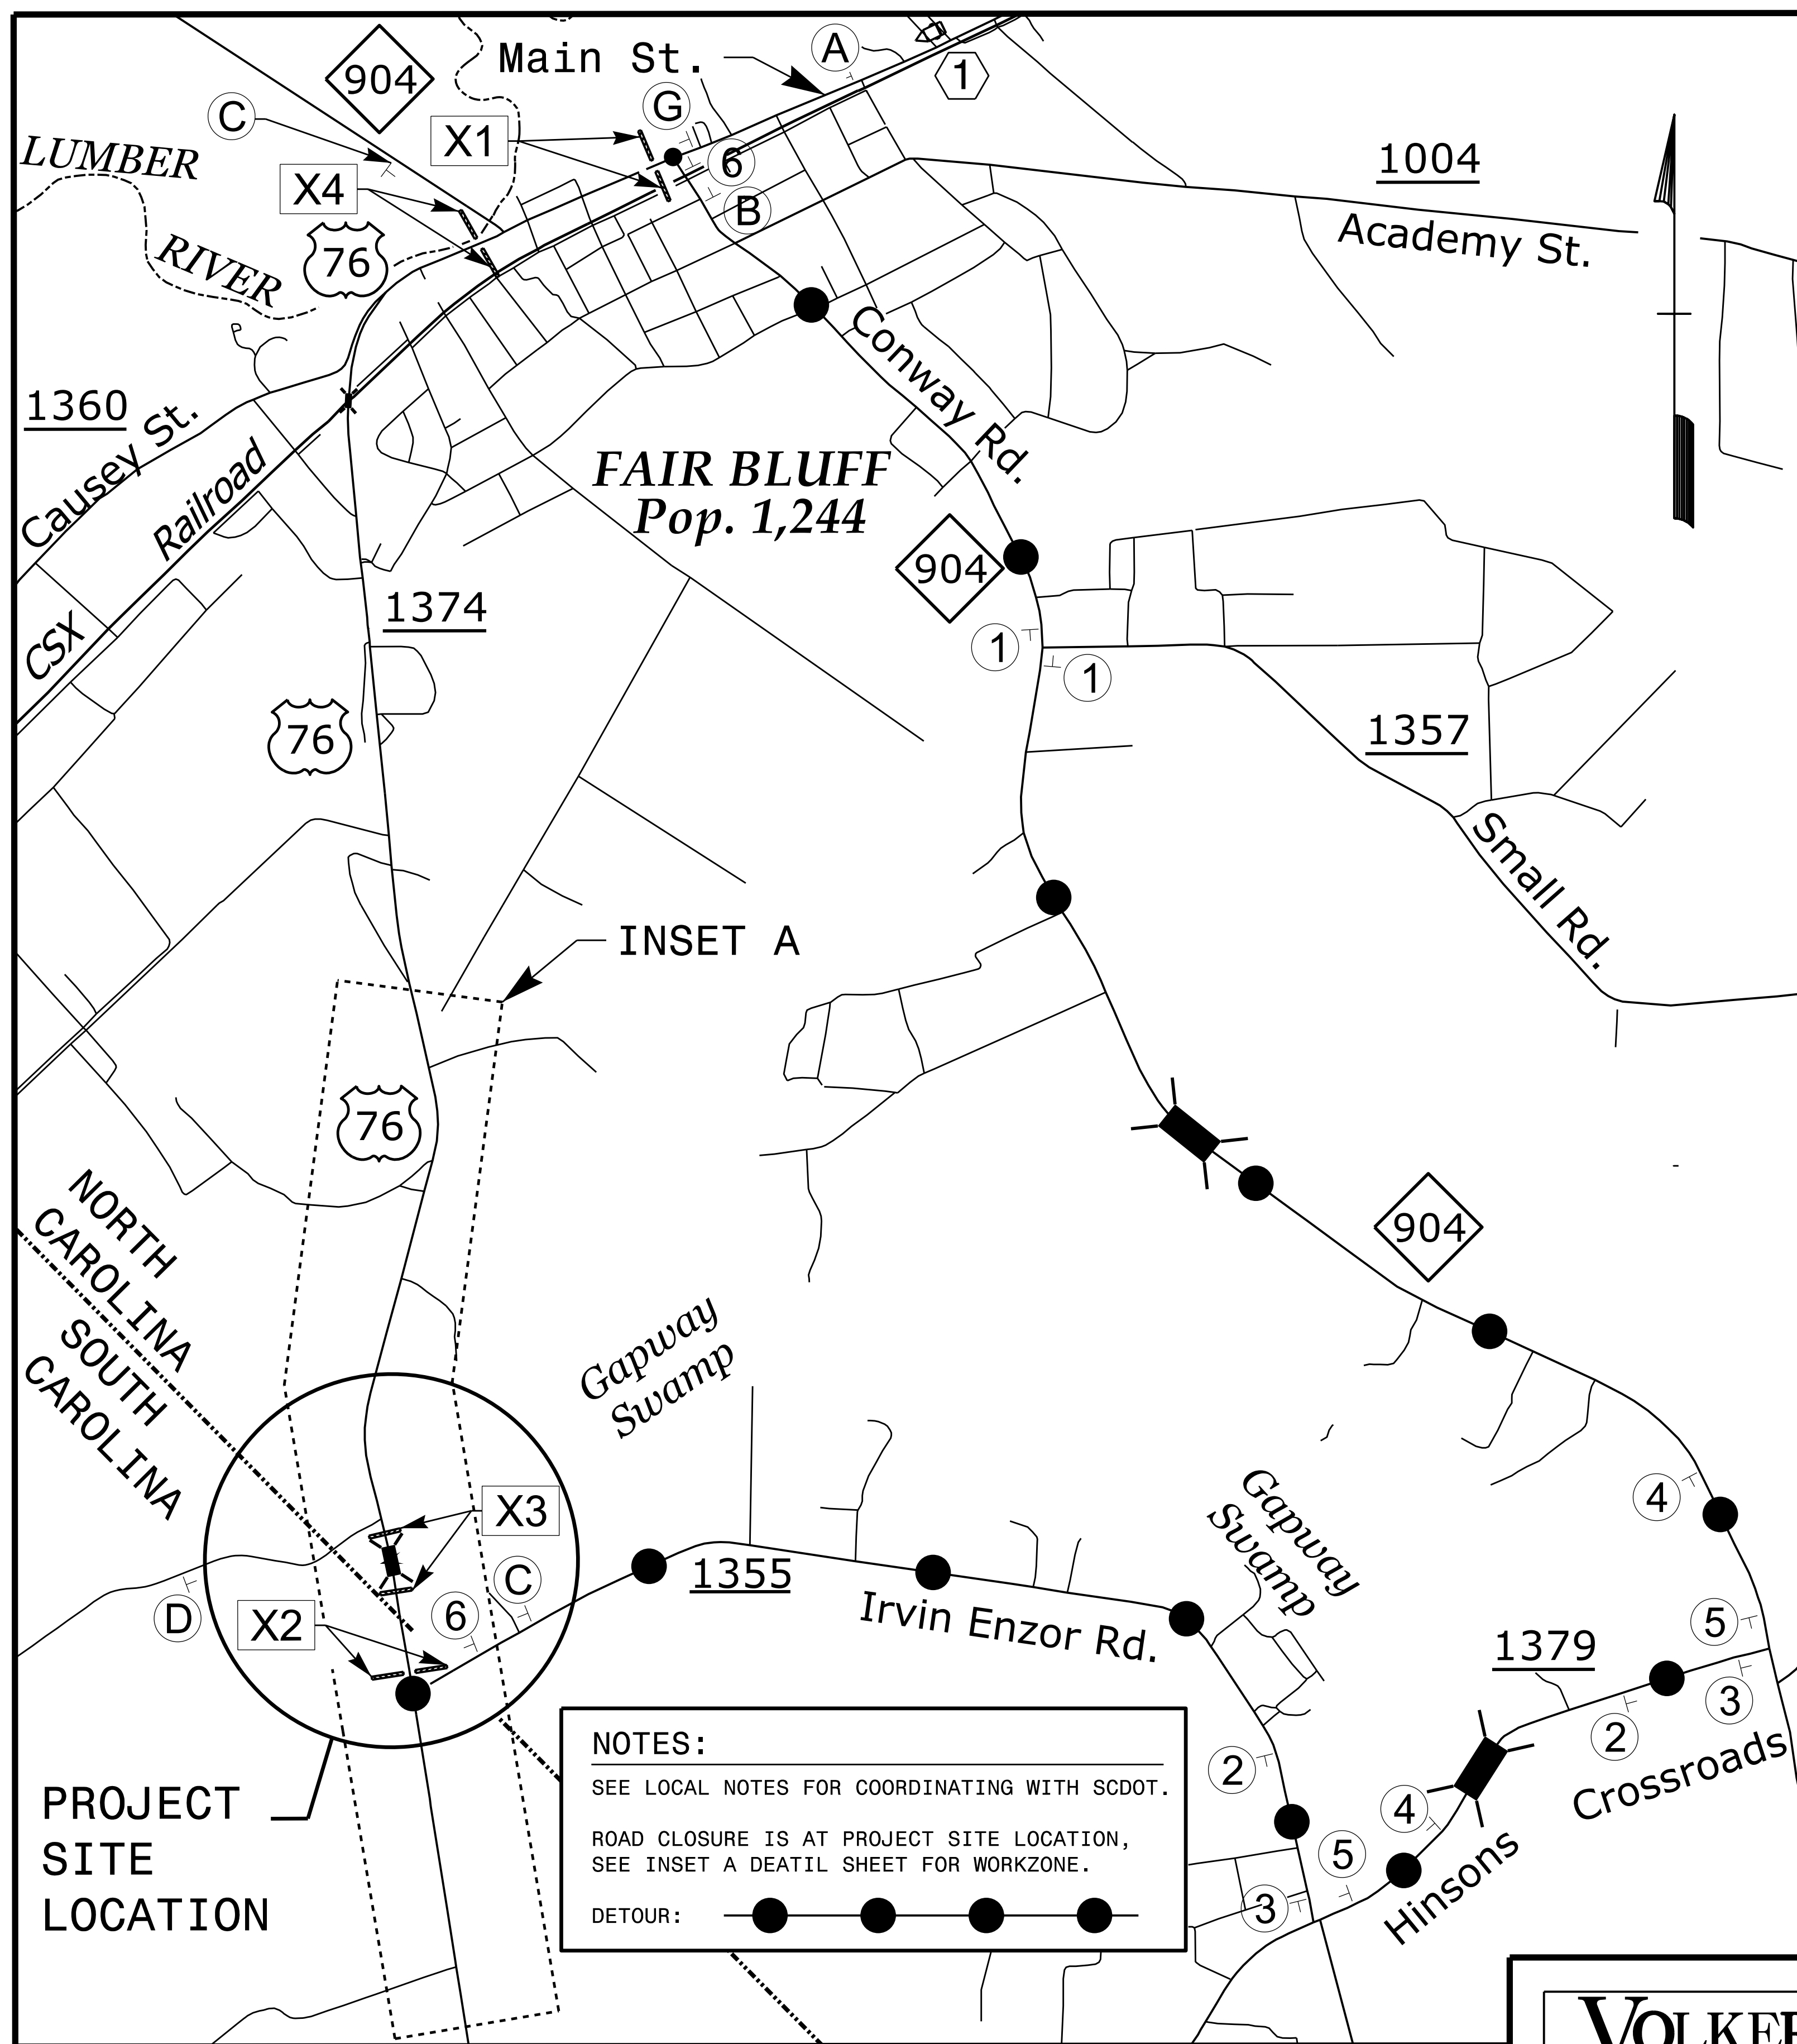 904
Main St.
A
1
G
C
X1
LUMBER
X4
6
B
1004
Academy St.
RIVER
76
Conway Rd.
1360
Causey St.
Railroad
CSX
FAIR BLUFF
Pop. 1,244
904
1374
1
1
76
1357
Small Rd.
INSET A
76
NORTH
CAROLINA
SOUTH
CAROLINA
904
Gapway
Swamp
Gapway
Swamp
4
X3
C
1355
Irvin Enzor Rd.
D
X2
6
5
1379
3
2
Crossroads
2
4
Hinsons
5
3
PROJECT
SITE
LOCATION
NOTES:
SEE LOCAL NOTES FOR COORDINATING WITH SCDOT.
ROAD CLOSURE IS AT PROJECT SITE LOCATION,
SEE INSET A DEATIL SHEET FOR WORKZONE.
DETOUR: